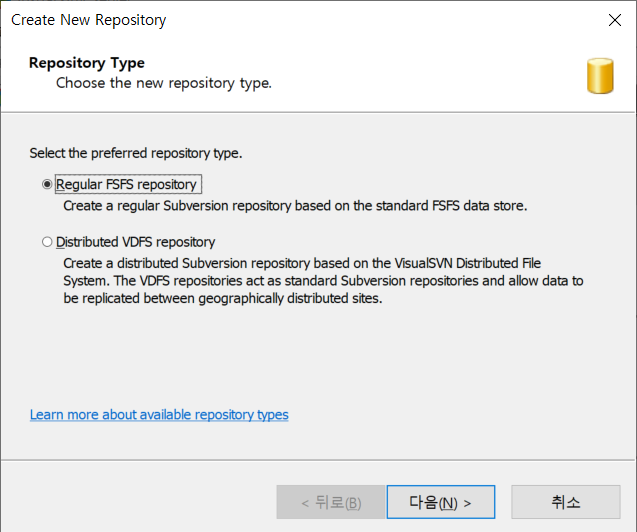 Create New Repository
Repository Type
Choose the new repository type.
Select the preferred repository type.
Regular FSFS repository
Create a regular Subversion repository based on the standard FSFS data store.
Distributed VDFS repository
Create a distributed Subversion repository based on the VisualSVN Distributed File
System. The VDFS repositories act as standard Subversion repositories and allow data to
be replicated between geographically distributed sites.
Learn more about available repository types
< 뒤로(B) 다음(N) > 취소